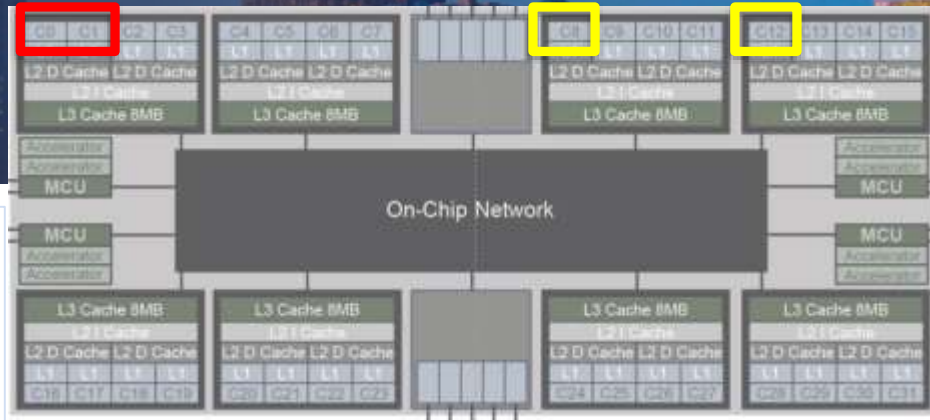 C0 C1 C2 C3 C4 C5 C6 C7 C8 C9 C10 C11 C12 C13 C14 C15
L1 L1 L1 L1 L1 L1 L1 L1
L2 D Cache L2 D Cache L2 D Cache L2 D Cache L2 D Cache L2 D Cache L2 D Cache L2 D Cache
L2 I Cache L2 I Cache L2 I Cache L2 I Cache
L3 Cache 8MB L3 Cache 8MB L3 Cache 8MB L3 Cache 8MB
Accelerator Accelerator
Accelerator Accelerator
MCU MCU
On-Chip Network
MCU MCU
Accelerator Accelerator
Accelerator Accelerator
L3 Cache 8MB L3 Cache 8MB L3 Cache 8MB L3 Cache 8MB
L2 I Cache L2 I Cache L2 I Cache L2 I Cache
L2 D Cache L2 D Cache L2 D Cache L2 D Cache L2 D Cache L2 D Cache L2 D Cache L2 D Cache
L1 L1 L1 L1 L1 L1 L1 L1 L1 L1 L1 L1 L1 L1 L1 L1
C16 C17 C18 C19 C20 C21 C22 C23 C24 C25 C26 C27 C28 C29 C30 C31